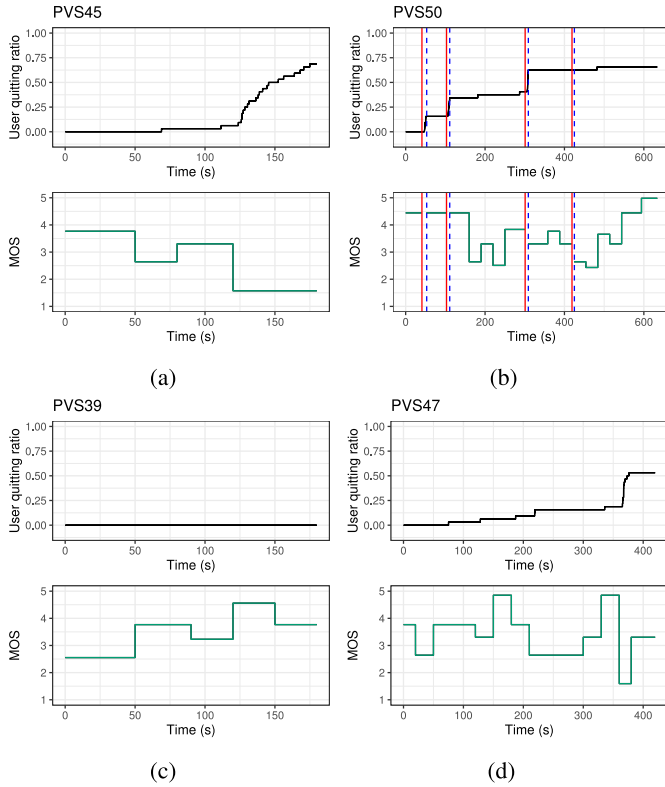 PVS45
User quitting ratio
1.00
0.75
0.50
0.25
0.00
0 50 100 150
Time (s)
MOS
5
4
3
2
1
0 50 100 150
Time (s)
(a)
PVS50
User quitting ratio
1.00
0.75
0.50
0.25
0.00
0 200 400 600
Time (s)
MOS
5
4
3
2
1
0 200 400 600
Time (s)
(b)
PVS39
User quitting ratio
1.00
0.75
0.50
0.25
0.00
0 50 100 150
Time (s)
MOS
5
4
3
2
1
0 50 100 150
Time (s)
(c)
PVS47
User quitting ratio
1.00
0.75
0.50
0.25
0.00
0 100 200 300 400
Time (s)
MOS
5
4
3
2
1
0 100 200 300 400
Time (s)
(d)